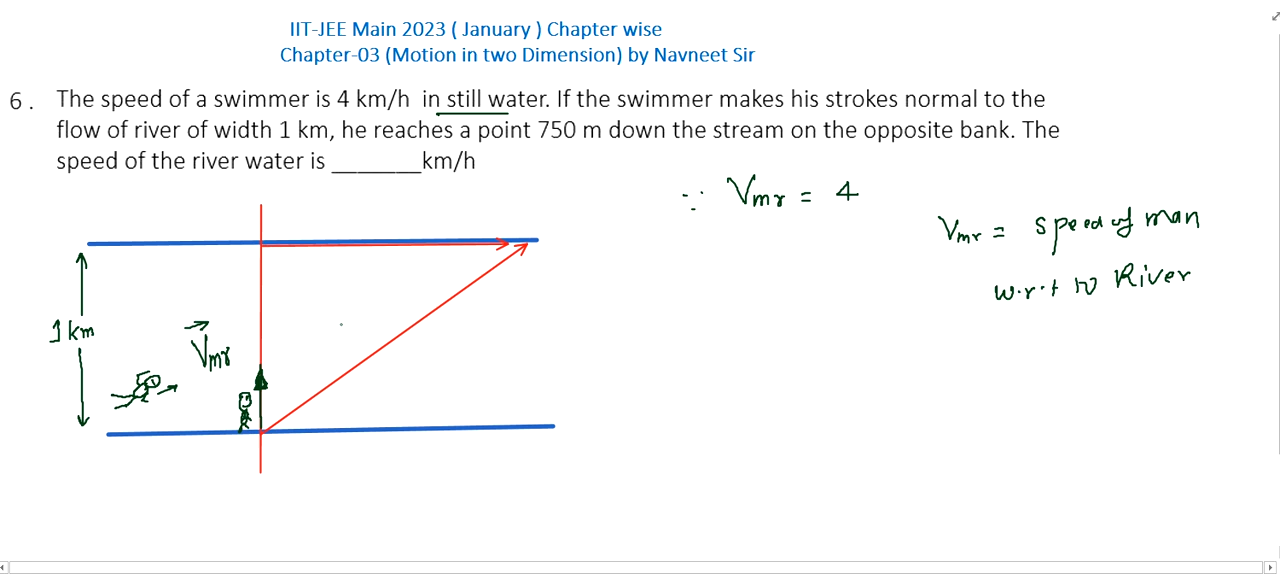 IIT-JEE Main 2023 ( January ) Chapter wise
Chapter-03 (Motion in two Dimension) by Navneet Sir
6. The speed of a swimmer is 4 km/h in still water. If the swimmer makes his strokes normal to the
flow of river of width 1 km, he reaches a point 750 m down the stream on the opposite bank. The
speed of the river water is _______km/h
∵ Vmr = 4
Vmr = speed of man
w.r.t to River
1 km
Vmr